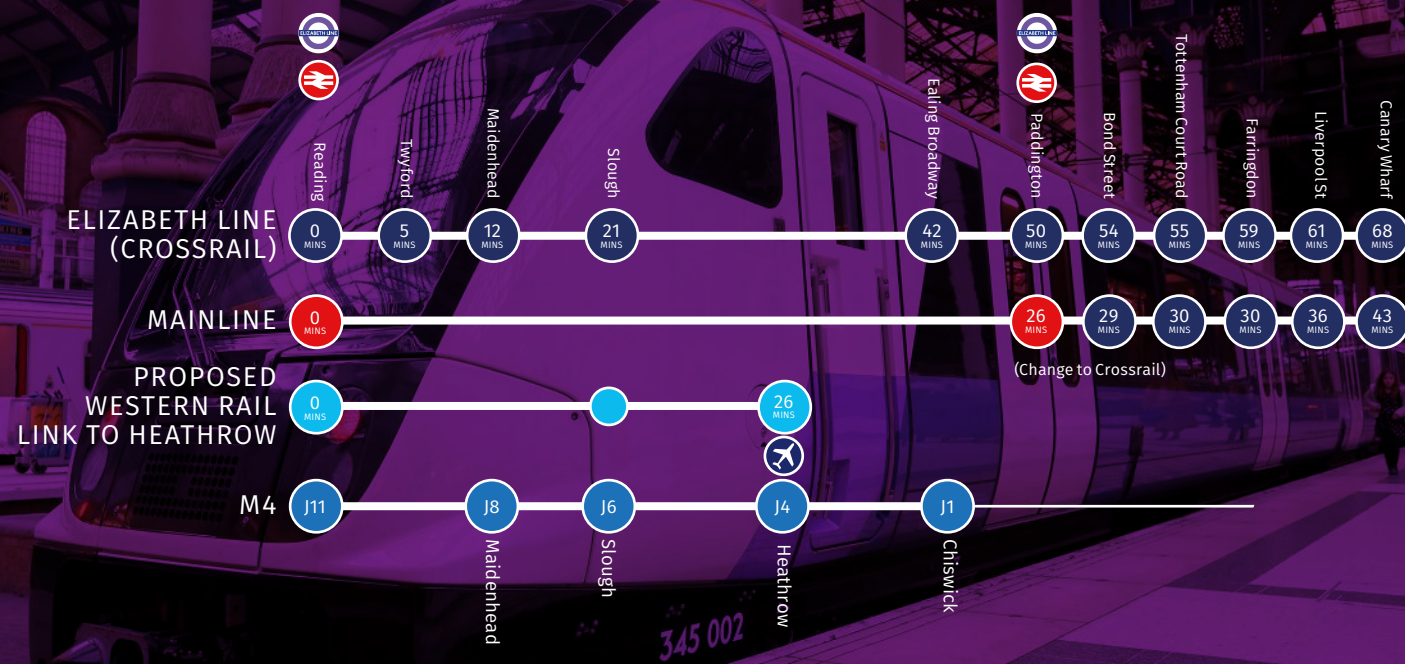 ELIZABETH LINE
ELIZABETH LINE
Reading
Twyford
Maidenhead
Slough
Ealing Broadway
Paddington
Bond Street
Tottenham Court Road
Farringdon
Liverpool St
Canary Wharf
ELIZABETH LINE
(CROSSRAIL)
0 MINS
5 MINS
12 MINS
21 MINS
42 MINS
50 MINS
54 MINS
55 MINS
59 MINS
61 MINS
68 MINS
MAINLINE
0 MINS
26 MINS
29 MINS
30 MINS
30 MINS
36 MINS
43 MINS
(Change to Crossrail)
PROPOSED
WESTERN RAIL
LINK TO HEATHROW
0 MINS
26 MINS
M4
J11
J8
J6
J4
J1
Maidenhead
Slough
Heathrow
Chiswick
345 002